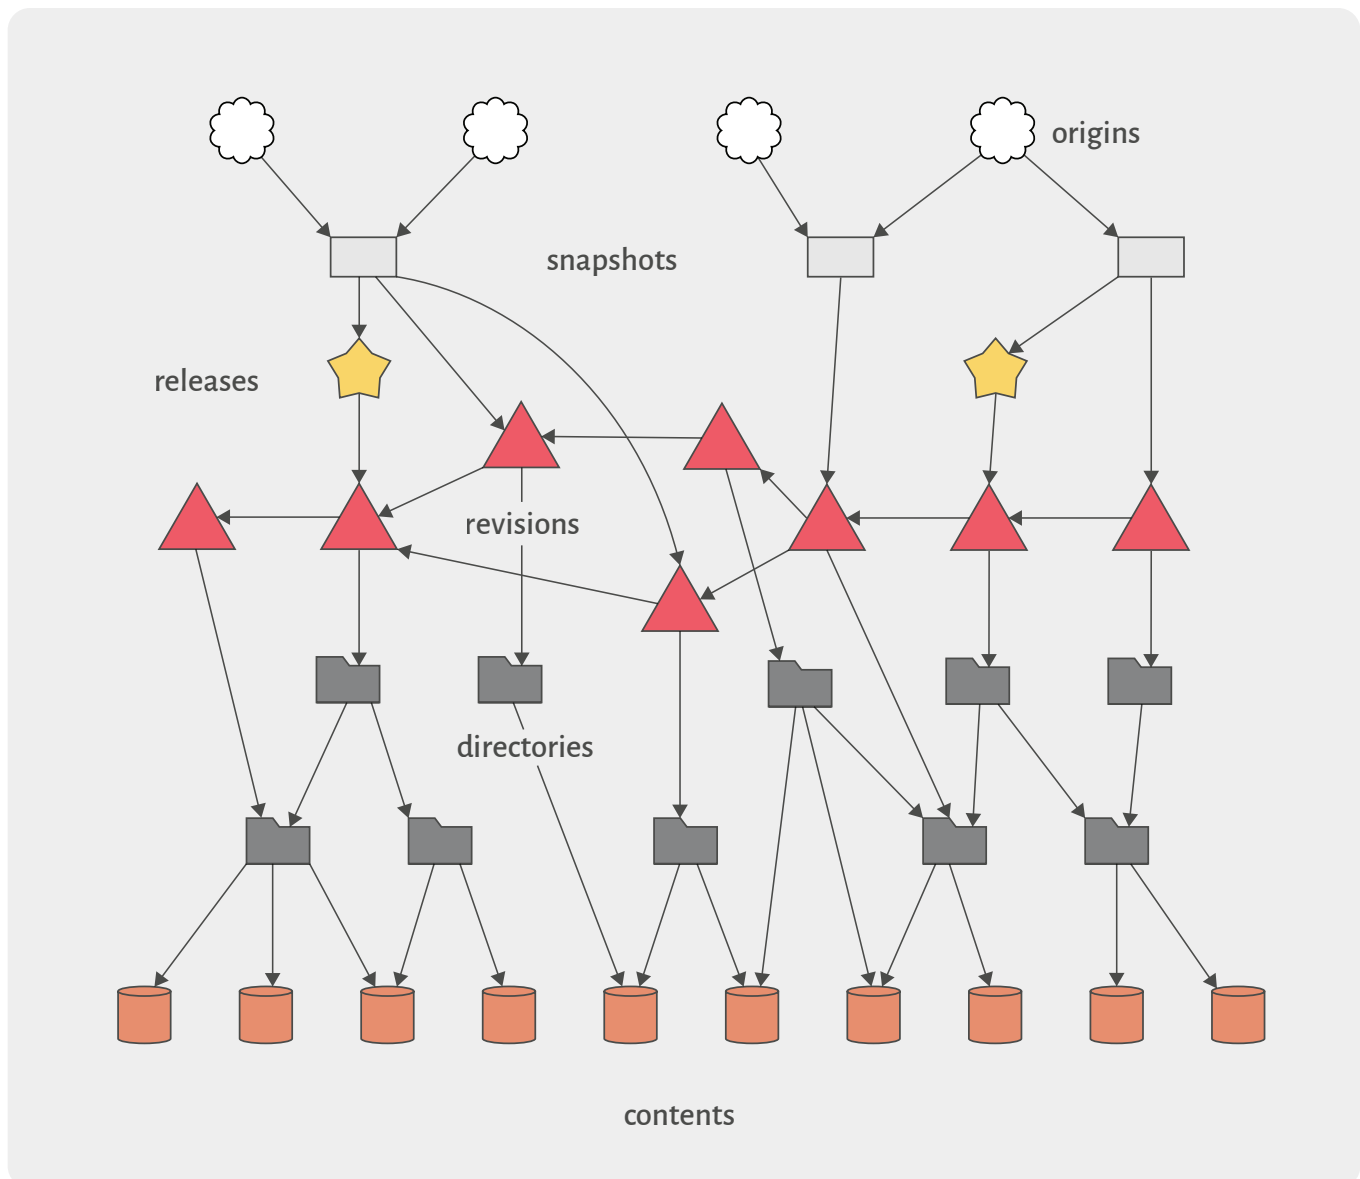 origins
snapshots
releases
revisions
directories
contents